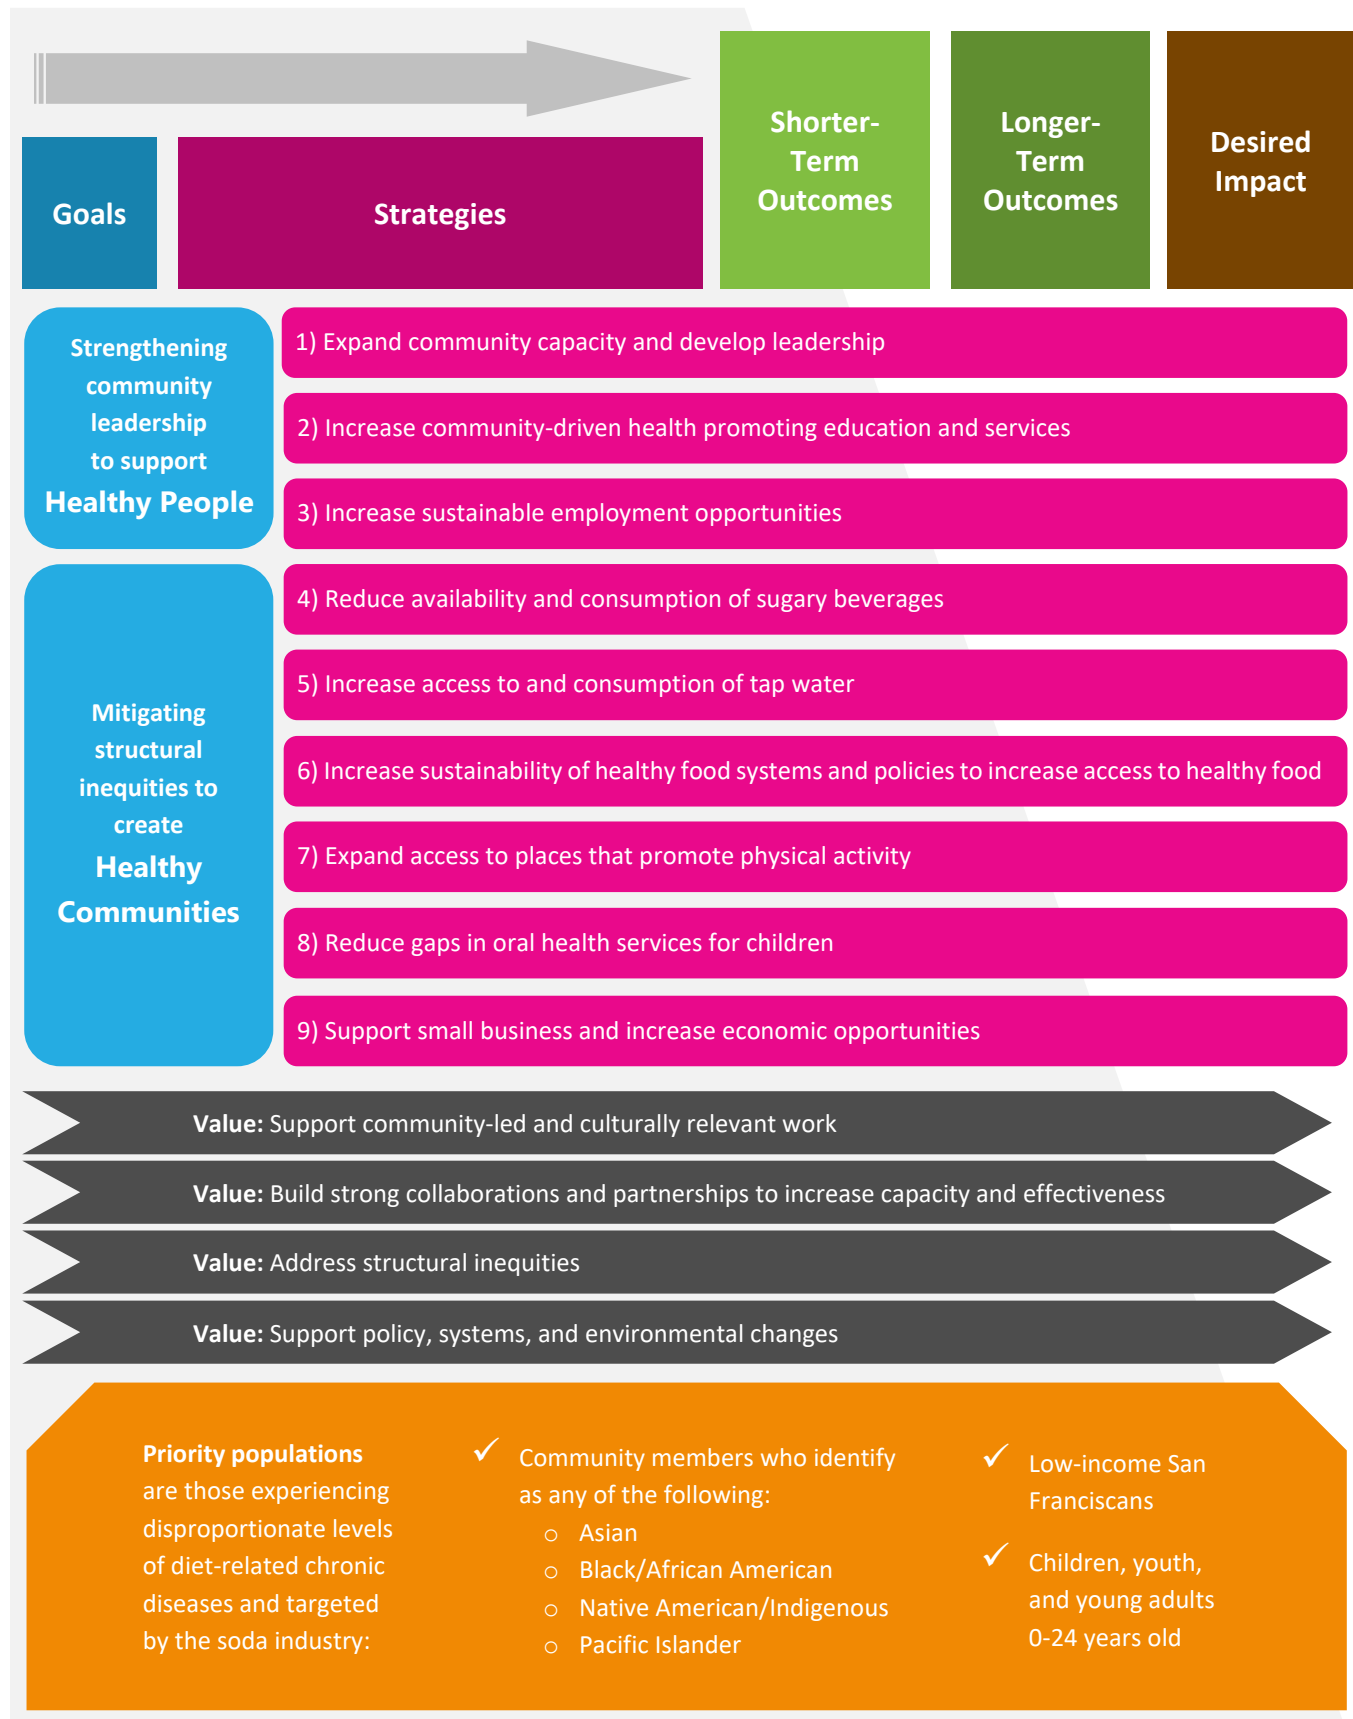 Goals
Strategies
Shorter-
Term
Outcomes
Longer-
Term
Outcomes
Desired
Impact
Strengthening
community
leadership
to support
Healthy People
1) Expand community capacity and develop leadership
2) Increase community-driven health promoting education and services
3) Increase sustainable employment opportunities
Mitigating
structural
inequities to
create
Healthy
Communities
4) Reduce availability and consumption of sugary beverages
5) Increase access to and consumption of tap water
6) Increase sustainability of healthy food systems and policies to increase access to healthy food
7) Expand access to places that promote physical activity
8) Reduce gaps in oral health services for children
9) Support small business and increase economic opportunities
Value: Support community-led and culturally relevant work
Value: Build strong collaborations and partnerships to increase capacity and effectiveness
Value: Address structural inequities
Value: Support policy, systems, and environmental changes
Priority populations
are those experiencing
disproportionate levels
of diet-related chronic
diseases and targeted
by the soda industry:
✓ Community members who identify
as any of the following:
o Asian
o Black/African American
o Native American/Indigenous
o Pacific Islander
✓ Low-income San
Franciscans
✓ Children, youth,
and young adults
0-24 years old